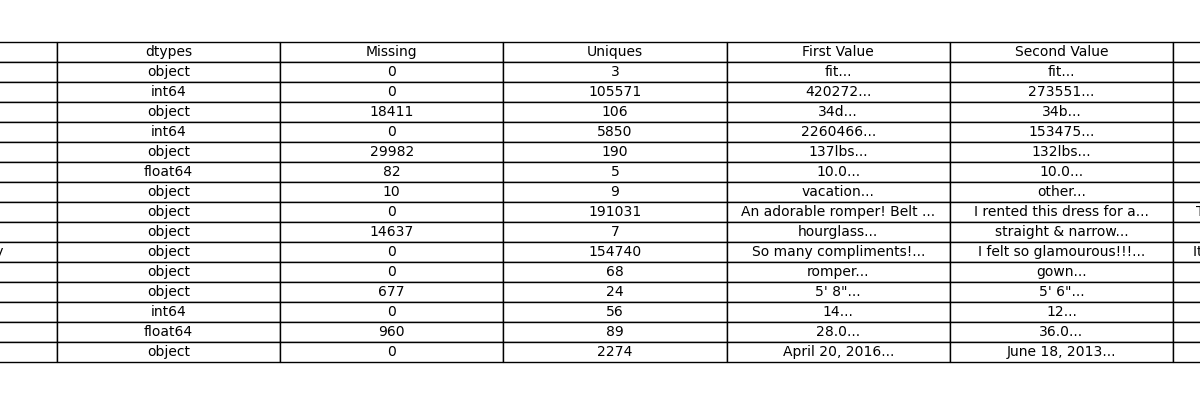 dtypes Missing Uniques First Value Second Value
object 0 3 fit... fit...
int64 0 105571 420272... 273551...
object 18411 106 34d... 34b...
int64 0 5850 2260466... 153475...
object 29982 190 137lbs... 132lbs...
float64 82 5 10.0... 10.0...
object 10 9 vacation... other...
object 0 191031 An adorable romper! Belt ... I rented this dress for a...
object 14637 7 hourglass... straight & narrow...
y object 0 154740 So many compliments!... I felt so glamourous!!!... It
object 0 68 romper... gown...
object 677 24 5' 8"... 5' 6"...
int64 0 56 14... 12...
float64 960 89 28.0... 36.0...
object 0 2274 April 20, 2016... June 18, 2013...